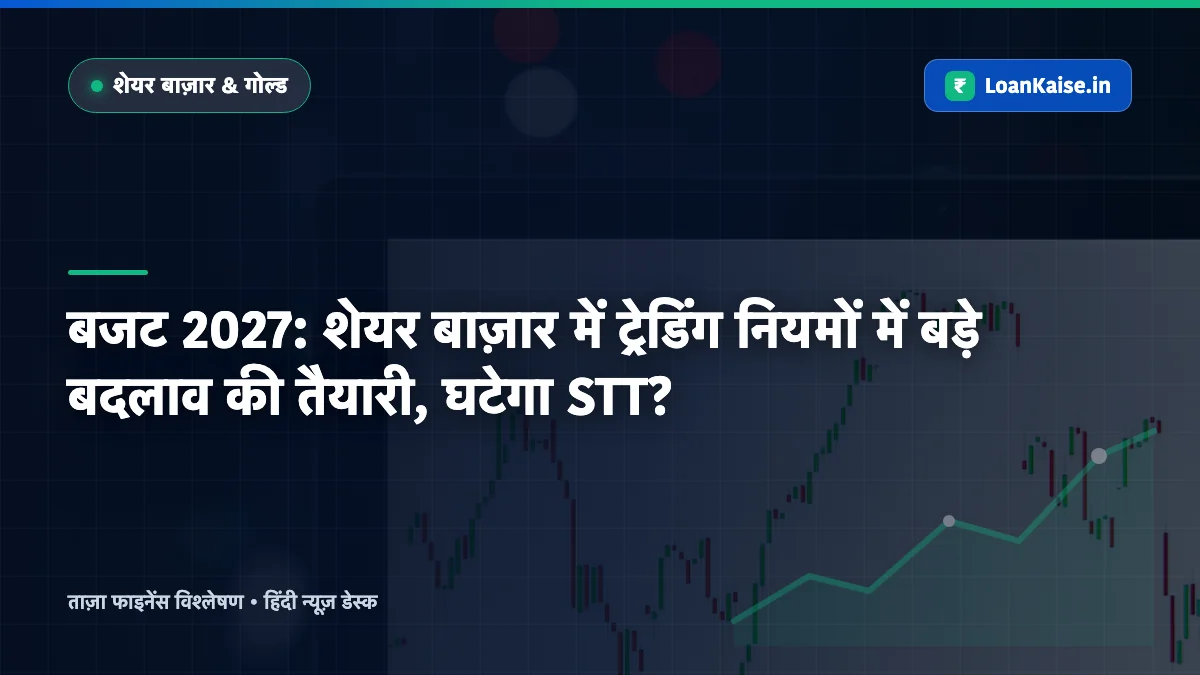 शेयर बाज़ार & गोल्ड
₹ LoanKaise.in
बजट 2027: शेयर बाज़ार में ट्रेडिंग नियमों में बड़े
बदलाव की तैयारी, घटेगा STT?
ताज़ा फाइनेंस विश्लेषण • हिंदी न्यूज़ डेस्क